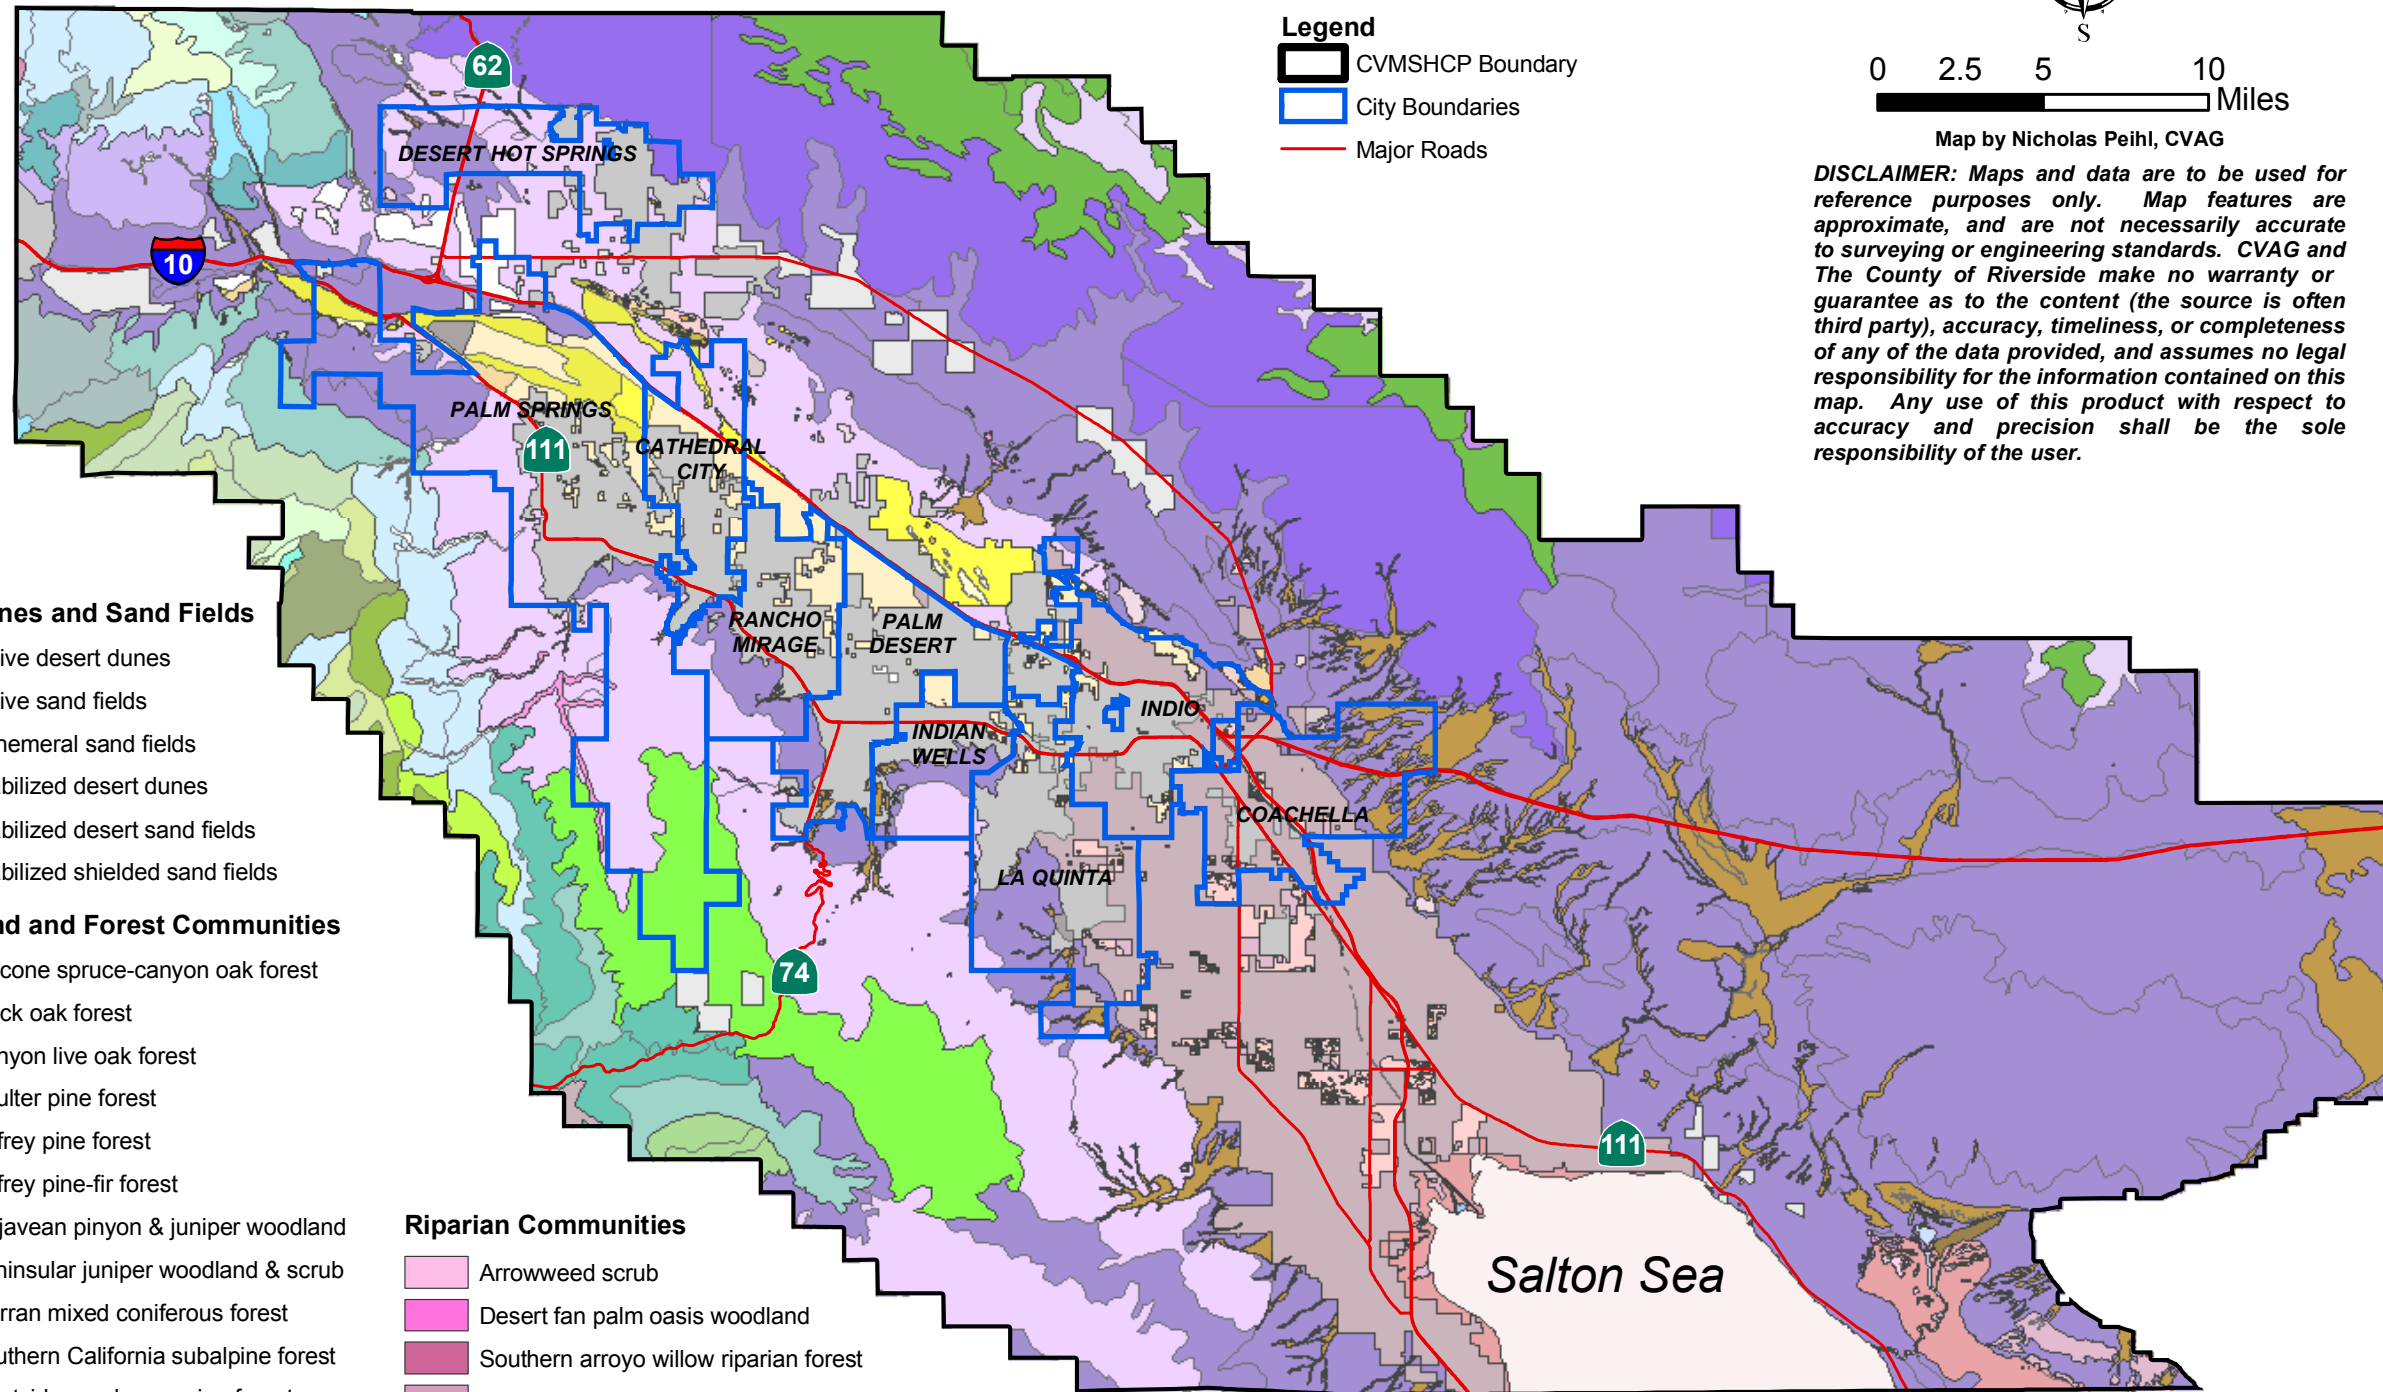 Legend
CVMSHCP Boundary
City Boundaries
Major Roads
S
0 2.5 5 10
Miles
Map by Nicholas Peihl, CVAG
DISCLAIMER: Maps and data are to be used for
reference purposes only. Map features are
approximate, and are not necessarily accurate
to surveying or engineering standards. CVAG and
The County of Riverside make no warranty or
guarantee as to the content (the source is often
third party), accuracy, timeliness, or completeness
of any of the data provided, and assumes no legal
responsibility for the information contained on this
map. Any use of this product with respect to
accuracy and precision shall be the sole
responsibility of the user.
62
DESERT HOT SPRINGS
10
PALM SPRINGS
111
CATHEDRAL
CITY
RANCHO
MIRAGE
PALM
DESERT
INDIO
INDIAN
WELLS
COACHELLA
LA QUINTA
74
111
Salton Sea
nes and Sand Fields
ive desert dunes
ive sand fields
hemeral sand fields
bilized desert dunes
bilized desert sand fields
bilized shielded sand fields
nd and Forest Communities
cone spruce-canyon oak forest
ck oak forest
nyon live oak forest
ulter pine forest
frey pine forest
frey pine-fir forest
javean pinyon & juniper woodland
ninsular juniper woodland & scrub
rran mixed coniferous forest
uthern California subalpine forest
Riparian Communities
Arrowweed scrub
Desert fan palm oasis woodland
Southern arroyo willow riparian forest